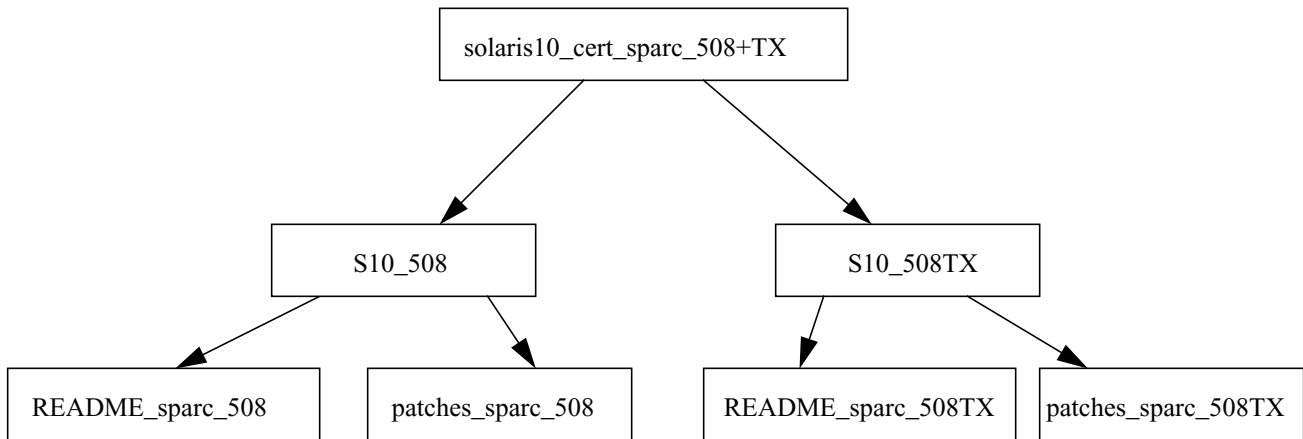 solaris10_cert_sparc_508+TX
S10_508
S10_508TX
README_sparc_508
patches_sparc_508
README_sparc_508TX
patches_sparc_508TX